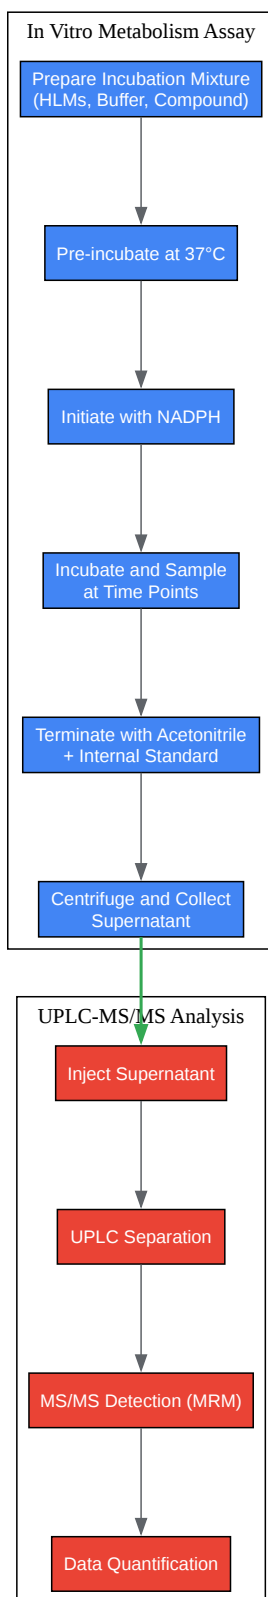 In Vitro Metabolism Assay
Prepare Incubation Mixture
(HLMs, Buffer, Compound)
Pre-incubate at 37°C
Initiate with NADPH
Incubate and Sample
at Time Points
Terminate with Acetonitrile
+ Internal Standard
Centrifuge and Collect
Supernatant
UPLC-MS/MS Analysis
Inject Supernatant
UPLC Separation
MS/MS Detection (MRM)
Data Quantification